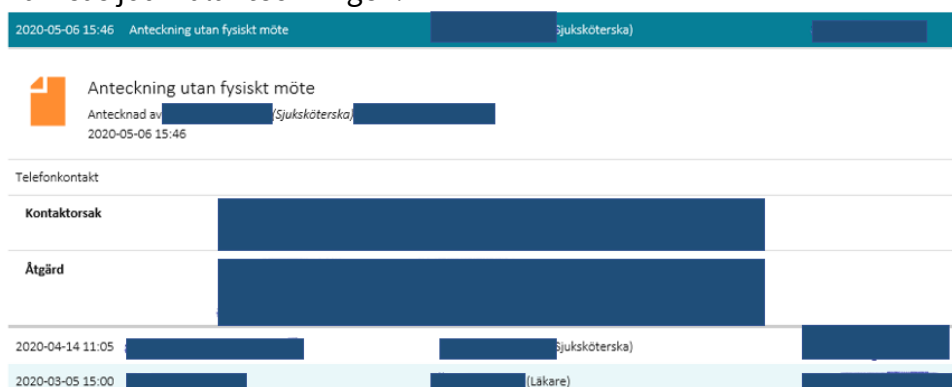 2020-05-06 15:46 Anteckning utan fysiskt möte Sjuksköterska)
Anteckning utan fysiskt möte
Antecknad av (Sjuksköterska)
2020-05-06 15:46
Telefonkontakt
Kontaktorsak
Åtgärd
2020-04-14 11:05 Sjuksköterska)
2020-03-05 15:00 (Läkare)